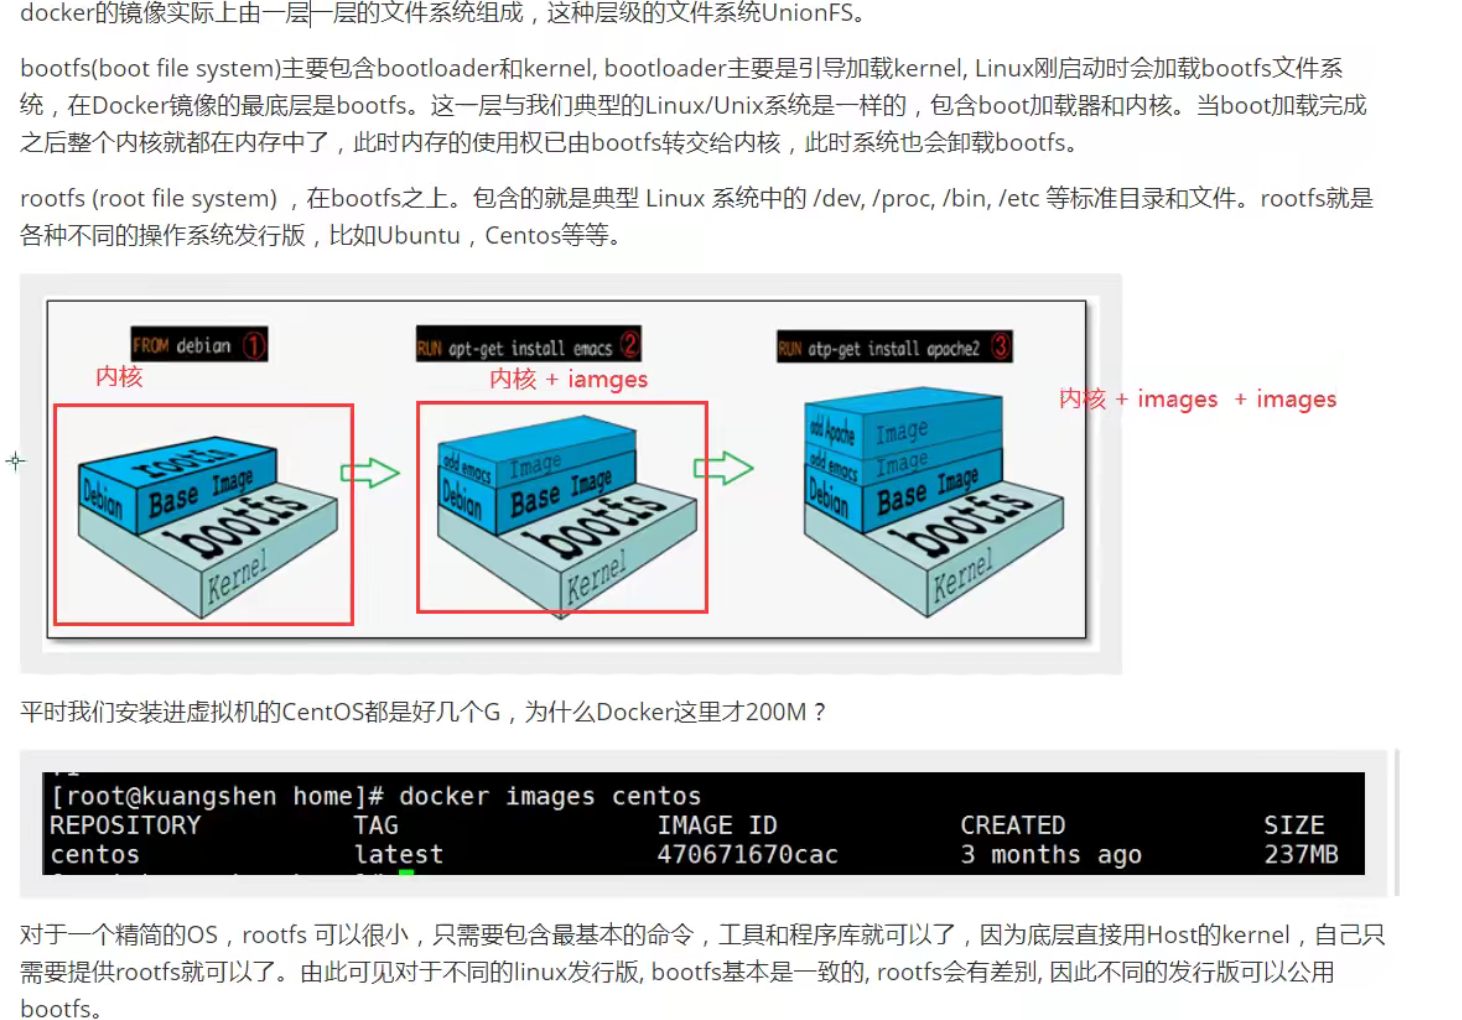 docker的镜像实际上由一层一层的文件系统组成，这种层级的文件系统UnionFS。
bootfs(boot file system)主要包含bootloader和kernel, bootloader主要是引导加载kernel, Linux刚启动时会加载bootfs文件系
统，在Docker镜像的最底层是bootfs。这一层与我们典型的Linux/Unix系统是一样的，包含boot加载器和内核。当boot加载完成
之后整个内核就都在内存中了，此时内存的使用权已由bootfs转交给内核，此时系统也会卸载bootfs。
rootfs (root file system) ，在bootfs之上。包含的就是典型 Linux 系统中的 /dev, /proc, /bin, /etc 等标准目录和文件。rootfs就是
各种不同的操作系统发行版，比如Ubuntu，Centos等等。
FROM debian ①
RUN apt-get install emacs ②
RUN atp-get install apache2 ③
内核
内核 + iamges
内核 + images + images
rootfs
Debian Base Image
bootfs
Kernel
add emacs Image
Debian Base Image
bootfs
Kernel
add Apache Image
add emacs Image
Debian Base Image
bootfs
Kernel
平时我们安装进虚拟机的CentOS都是好几个G，为什么Docker这里才200M？
[root@kuangshen home]# docker images centos
REPOSITORY TAG IMAGE ID CREATED SIZE
centos latest 470671670cac 3 months ago 237MB
对于一个精简的OS，rootfs 可以很小，只需要包含最基本的命令，工具和程序库就可以了，因为底层直接用Host的kernel，自己只
需要提供rootfs就可以了。由此可见对于不同的linux发行版, bootfs基本是一致的, rootfs会有差别, 因此不同的发行版可以公用
bootfs。